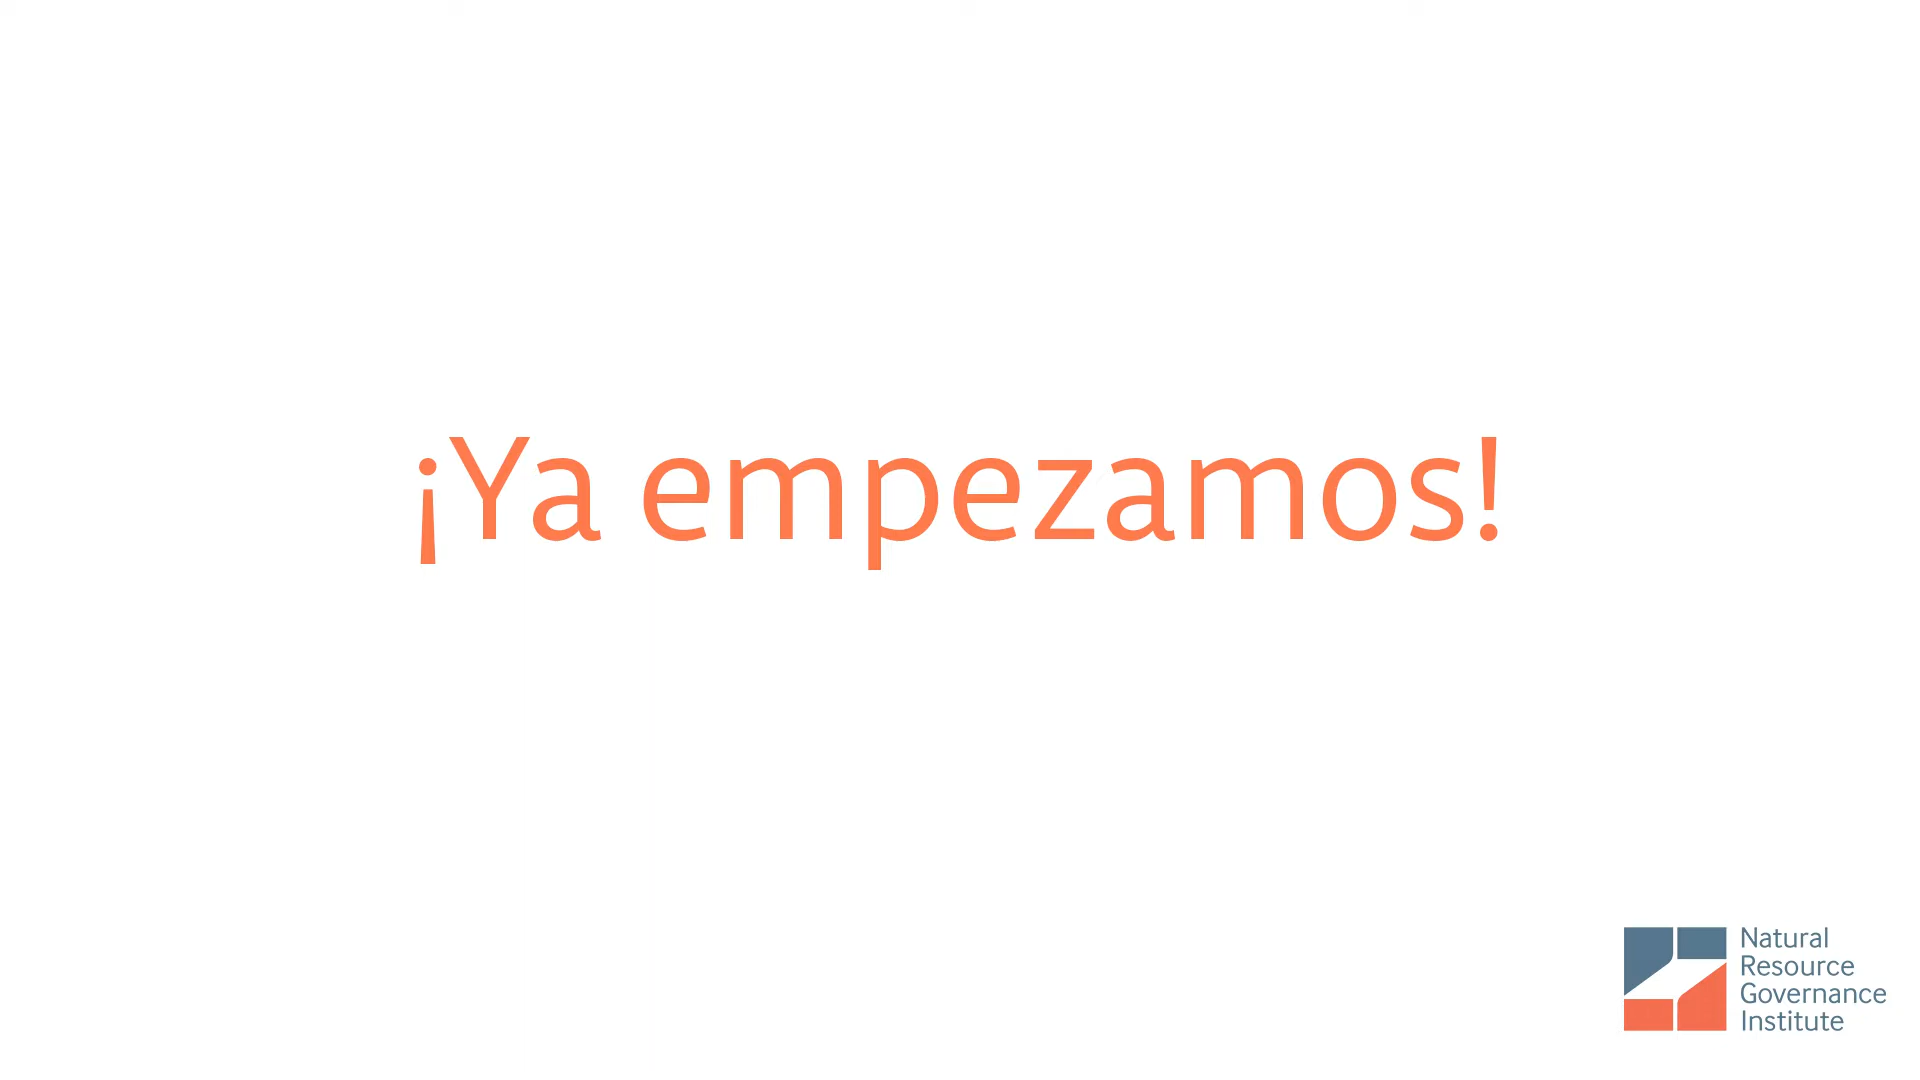 ¡Ya empezamos!
Natural
Resource
Governance
Institute